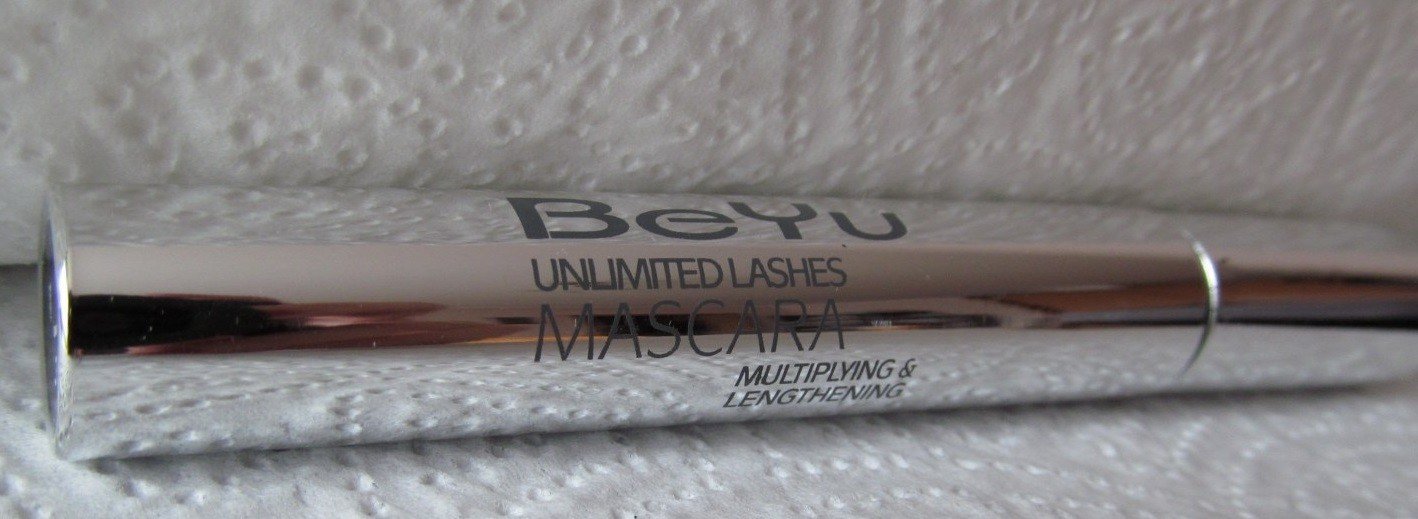 BeYu
UNLIMITED LASHES
MASCARA
MULTIPLYING &
LENGTHENING